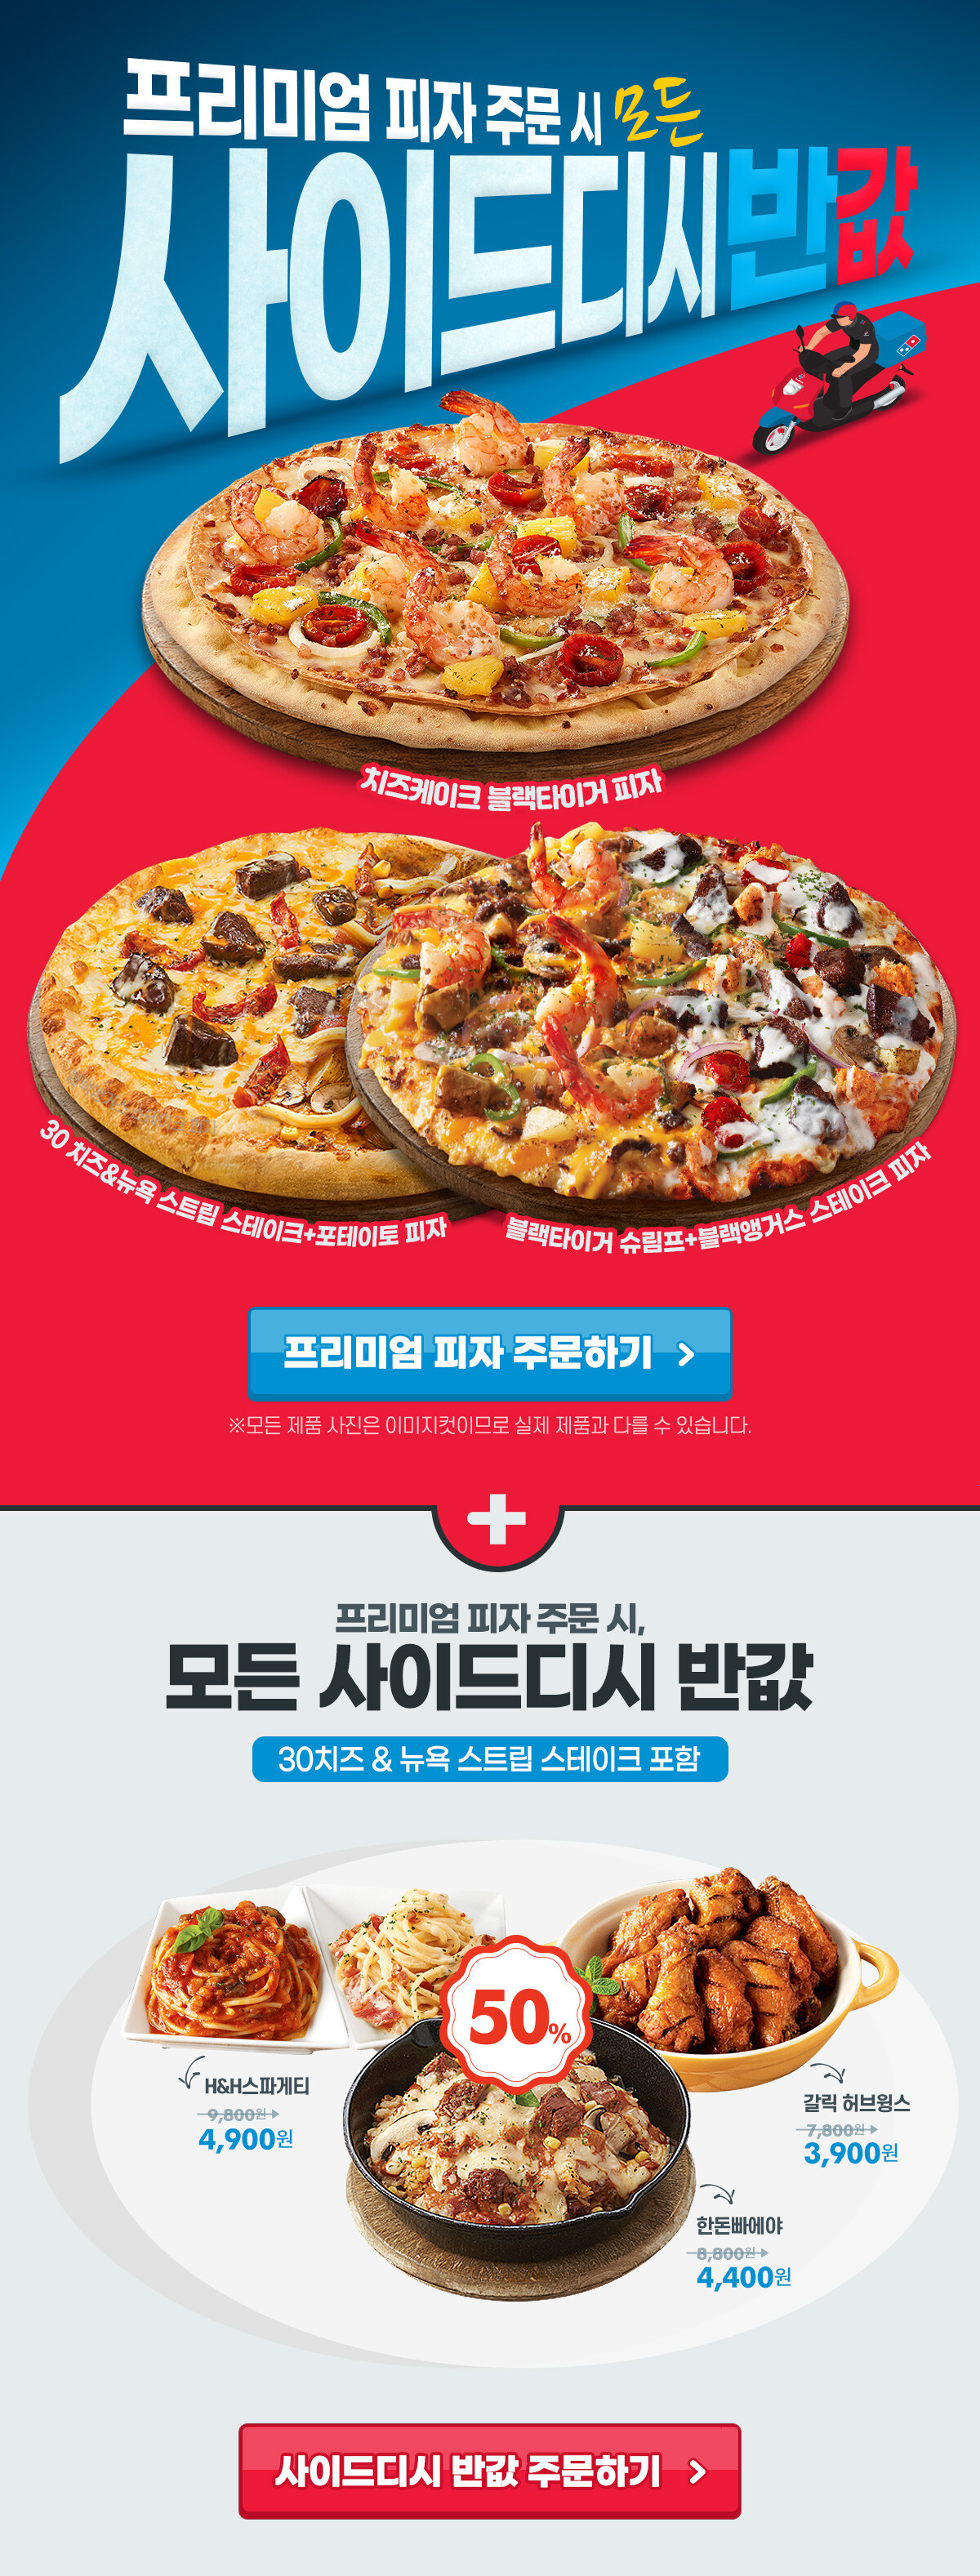 프리미엄 피자 주문 시 모든
사이드디시 반값
치즈케이크 블랙타이거 피자
30 치즈&뉴욕 스트립 스테이크+포테이토 피자
블랙타이거 슈림프+블랙앵거스 스테이크 피자
프리미엄 피자 주문하기
※모든 제품 사진은 이미지컷이므로 실제 제품과 다를 수 있습니다.
프리미엄 피자 주문 시,
모든 사이드디시 반값
30치즈 & 뉴욕 스트립 스테이크 포함
50%
H&H스파게티
9,800원
4,900원
갈릭 허브윙스
7,800원
3,900원
한돈빠에야
8,800원
4,400원
사이드디시 반값 주문하기